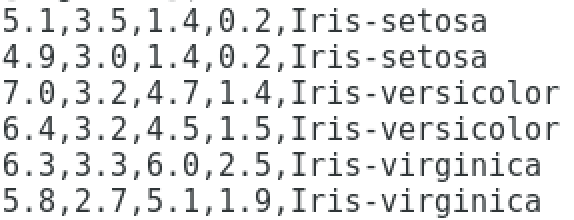 5.1,3.5,1.4,0.2,Iris-setosa
4.9,3.0,1.4,0.2,Iris-setosa
7.0,3.2,4.7,1.4,Iris-versicolor
6.4,3.2,4.5,1.5,Iris-versicolor
6.3,3.3,6.0,2.5,Iris-virginica
5.8,2.7,5.1,1.9,Iris-virginica